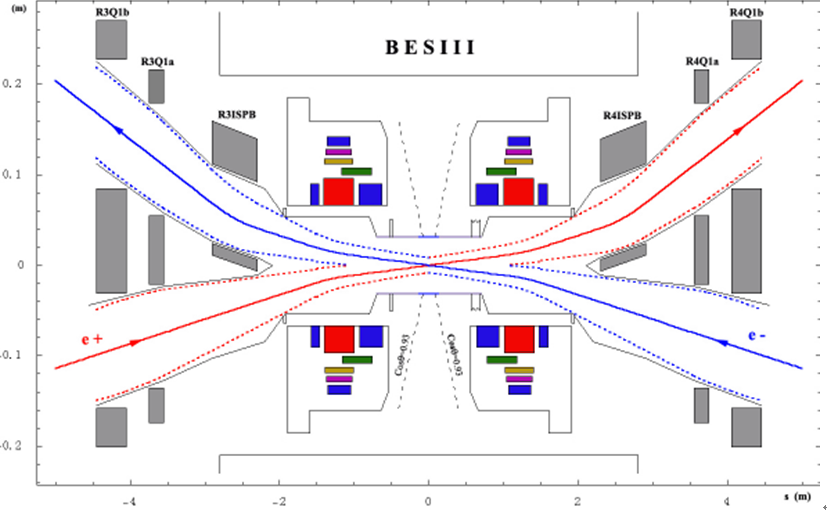 (m)
R3Q1b
R4Q1b
BESIII
R3Q1a
R4Q1a
0.2
R3ISPB
R4ISPB
0.1
0
e+
e-
Cosθ=0.93
Cosθ=0.93
0.1
0.2
s (m)
-4
-2
0
2
4